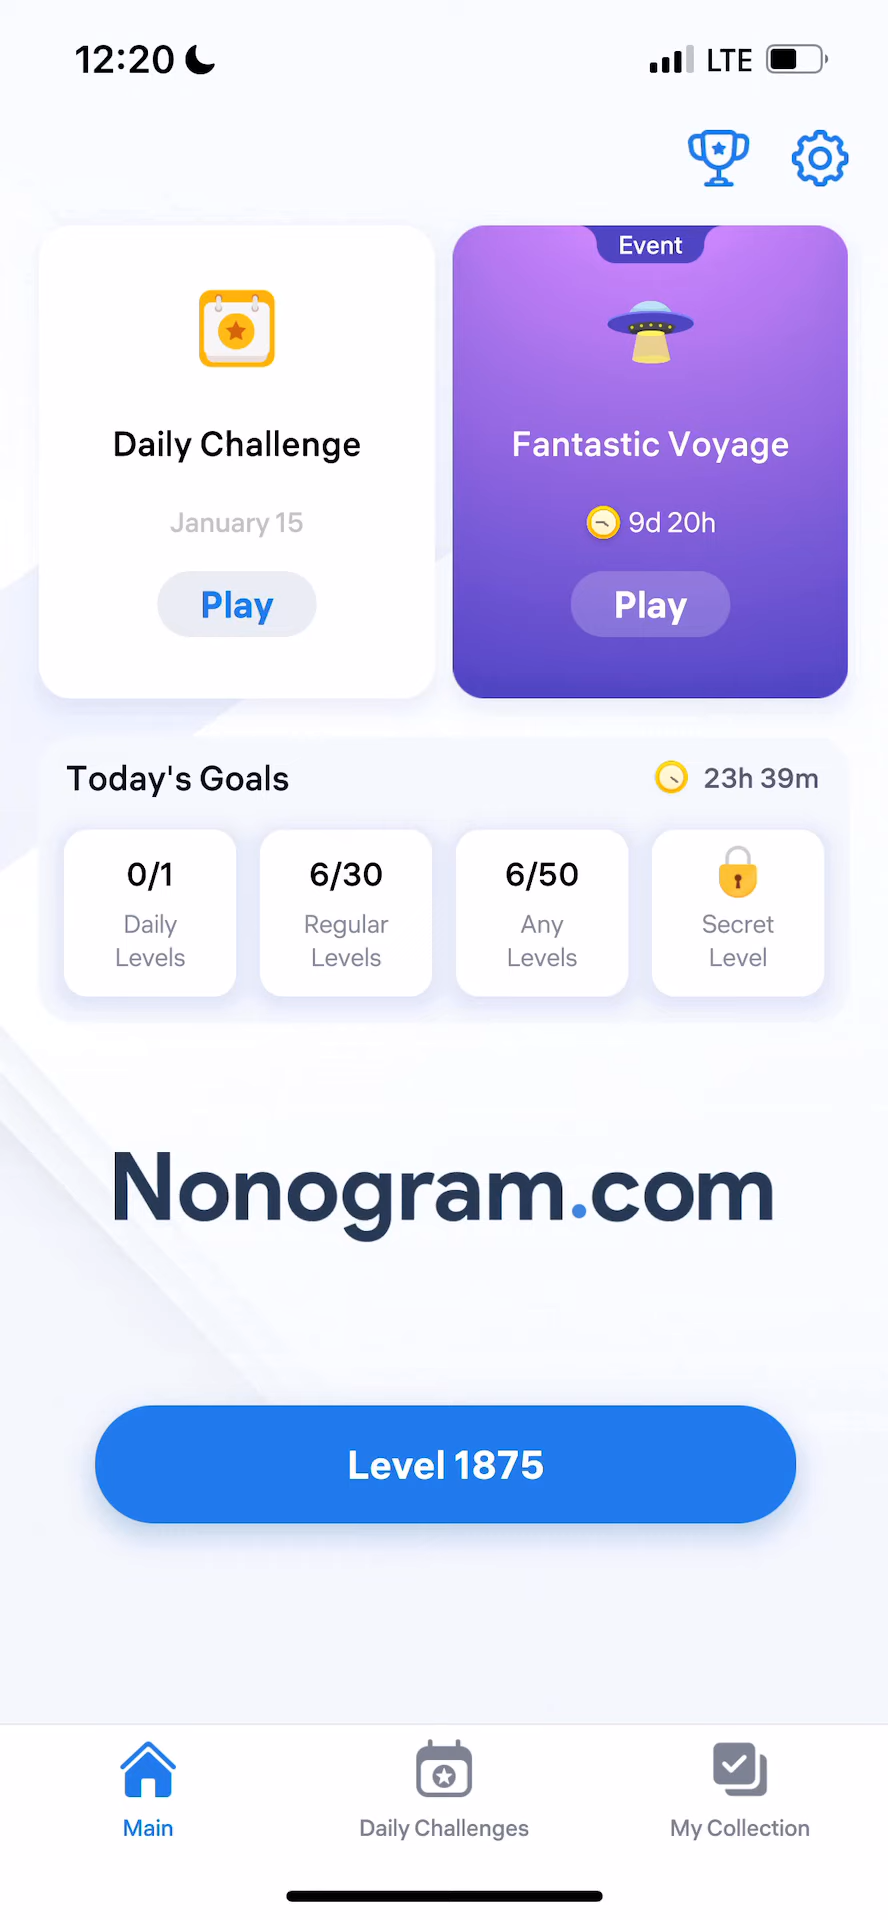 12:20
LTE
Event
Daily Challenge
January 15
Play
Fantastic Voyage
9d 20h
Play
Today's Goals
23h 39m
0/1
Daily
Levels
6/30
Regular
Levels
6/50
Any
Levels
Secret
Level
Nonogram.com
Level 1875
Main
Daily Challenges
My Collection